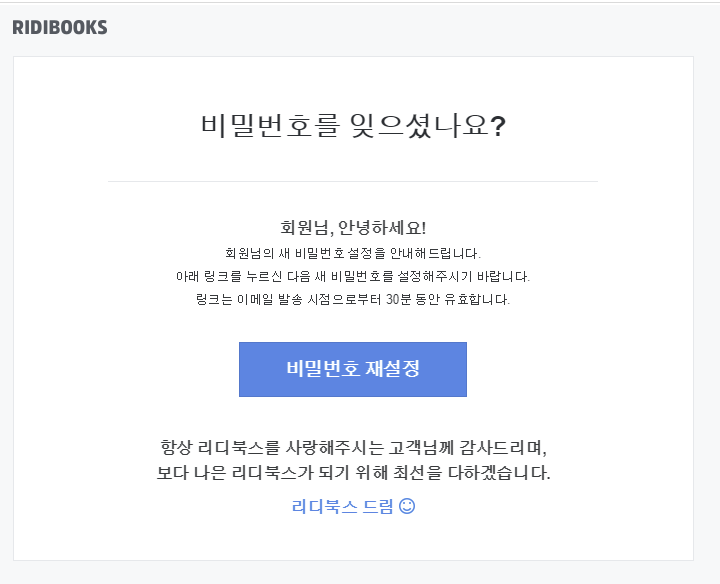 RIDIBOOKS
비밀번호를 잊으셨나요?
회원님, 안녕하세요!
회원님의 새 비밀번호 설정을 안내해드립니다.
아래 링크를 누르신 다음 새 비밀번호를 설정해주시기 바랍니다.
링크는 이메일 발송 시점으로부터 30분 동안 유효합니다.
비밀번호 재설정
항상 리디북스를 사랑해주시는 고객님께 감사드리며,
보다 나은 리디북스가 되기 위해 최선을 다하겠습니다.
리디북스 드림